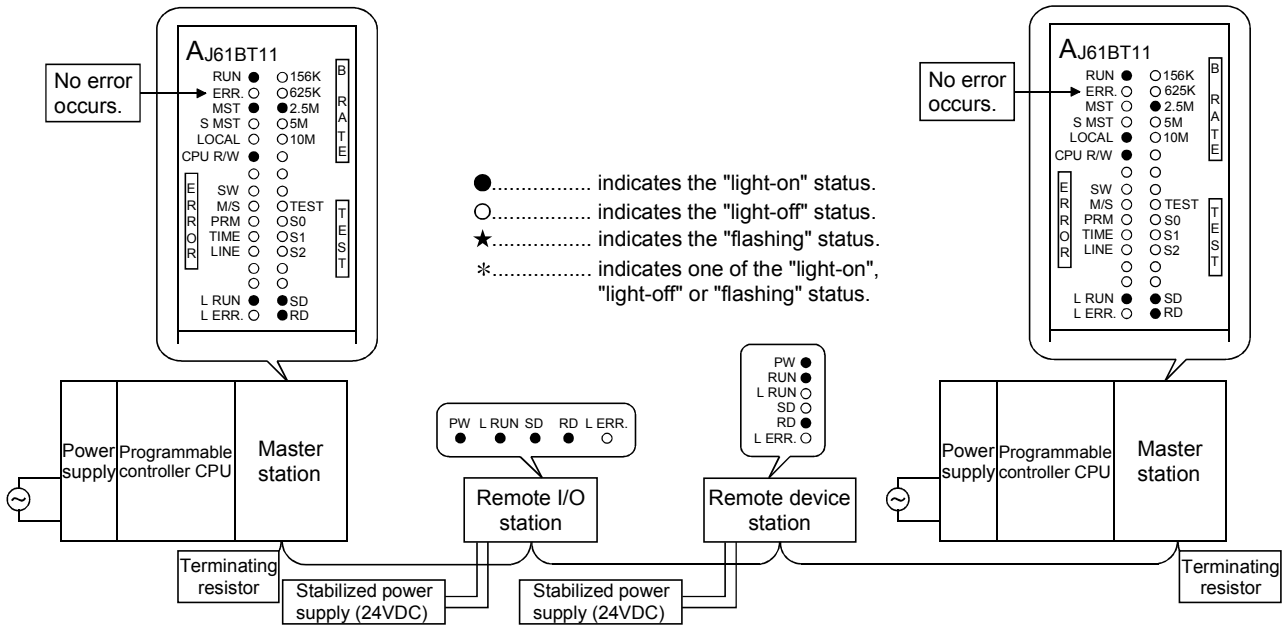 AJ61BT11
RUN ● ○ 156K
ERR. ○ ○ 625K
MST ● ● 2.5M
S MST ○ ○ 5M
LOCAL ○ ○ 10M
CPU R/W ● ○
○ ○
SW ○ ○
M/S ○ ○ TEST
PRM ○ ○ S0
TIME ○ ○ S1
LINE ○ ○ S2
○ ○
○ ○
L RUN ● ● SD
L ERR. ○ ● RD
B RATE
ERROR
TEST
No error
occurs.
●................. indicates the "light-on" status.
○................. indicates the "light-off" status.
★................. indicates the "flashing" status.
*................. indicates one of the "light-on",
"light-off" or "flashing" status.
No error
occurs.
AJ61BT11
RUN ● ○ 156K
ERR. ○ ○ 625K
MST ○ ● 2.5M
S MST ○ ○ 5M
LOCAL ● ○ 10M
CPU R/W ● ○
○ ○
SW ○ ○
M/S ○ ○ TEST
PRM ○ ○ S0
TIME ○ ○ S1
LINE ○ ○ S2
○ ○
○ ○
L RUN ● ● SD
L ERR. ○ ● RD
B RATE
ERROR
TEST
Power
supply
Programmable
controller CPU
Master
station
PW L RUN SD RD L ERR.
● ● ● ● ○
Remote I/O
station
PW ●
RUN ●
L RUN ○
SD ○
RD ●
L ERR. ○
Remote device
station
Power
supply
Programmable
controller CPU
Master
station
Terminating
resistor
Stabilized power
supply (24VDC)
Stabilized power
supply (24VDC)
Terminating
resistor